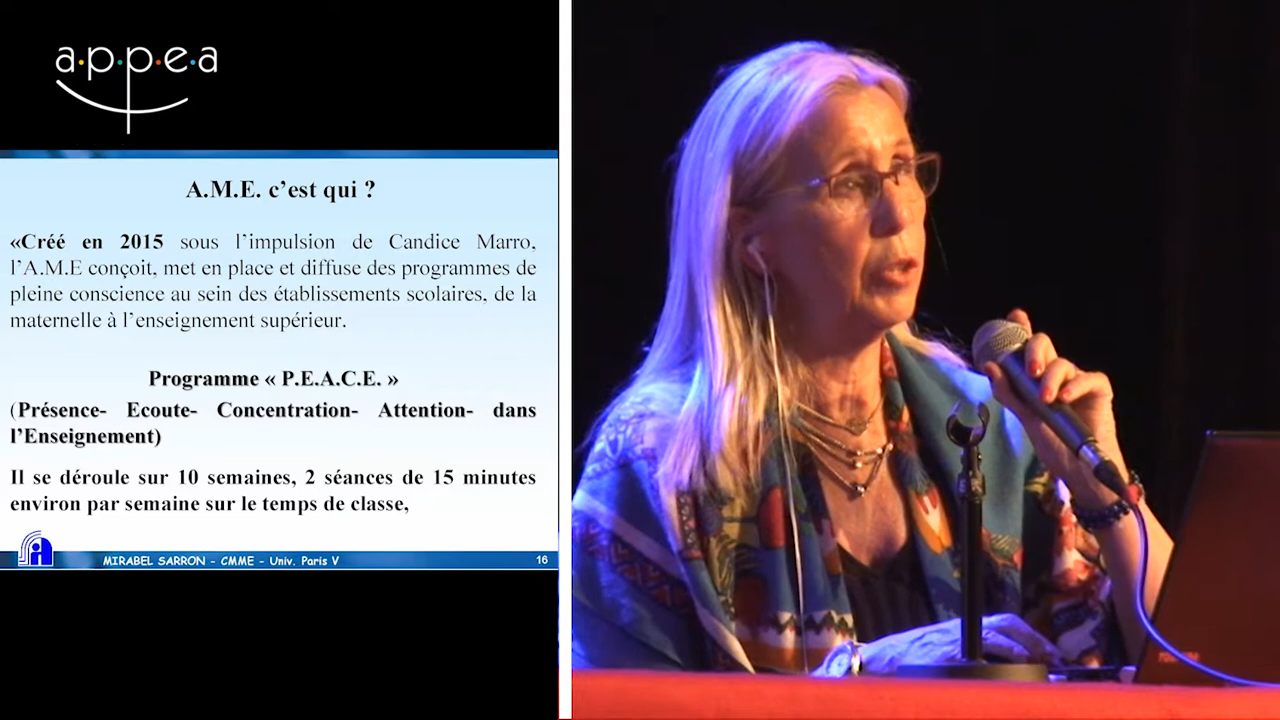 a·p·p·e·a
A.M.E. c’est qui ?
«Créé en 2015 sous l’impulsion de Candice Marro,
l’A.M.E conçoit, met en place et diffuse des programmes de
pleine conscience au sein des établissements scolaires, de la
maternelle à l’enseignement supérieur.
Programme « P.E.A.C.E. »
(Présence- Ecoute- Concentration- Attention- dans
l’Enseignement)
Il se déroule sur 10 semaines, 2 séances de 15 minutes
environ par semaine sur le temps de classe,
MIRABEL SARRON - CMME - Univ. Paris V
16